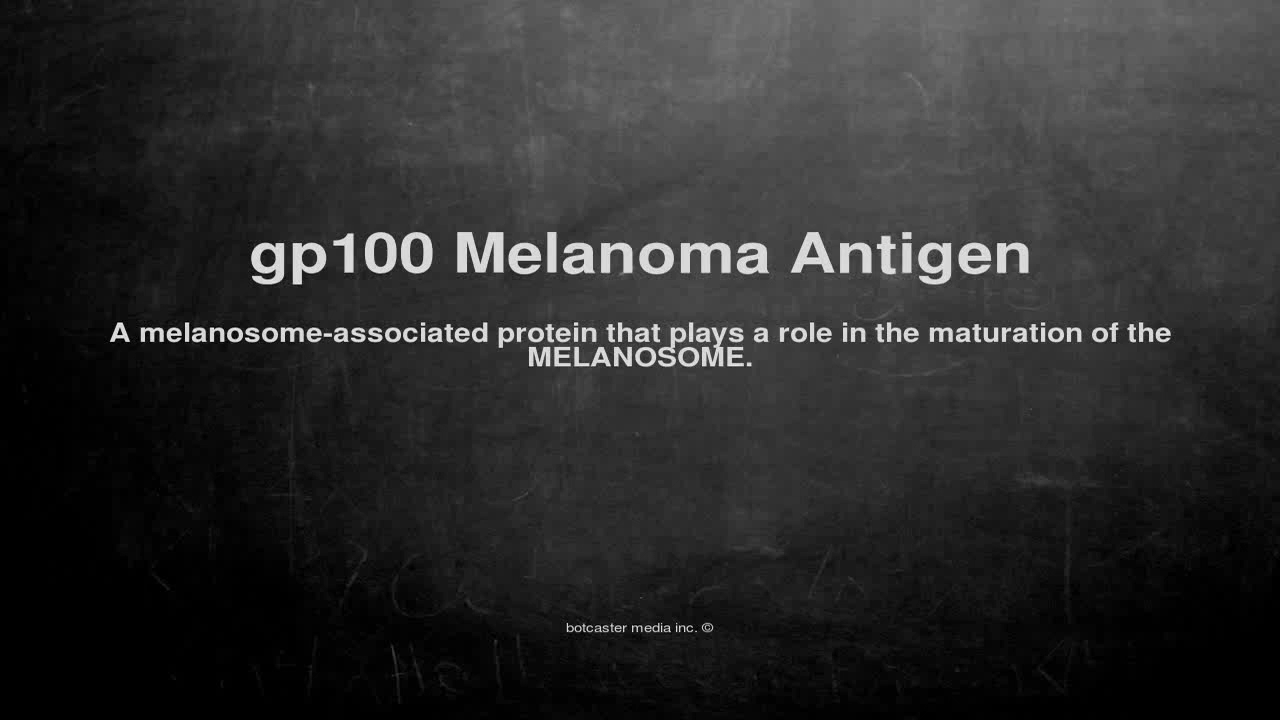 gp100 Melanoma Antigen
A melanosome-associated protein that plays a role in the maturation of the
MELANOSOME.
botcaster media inc. ©